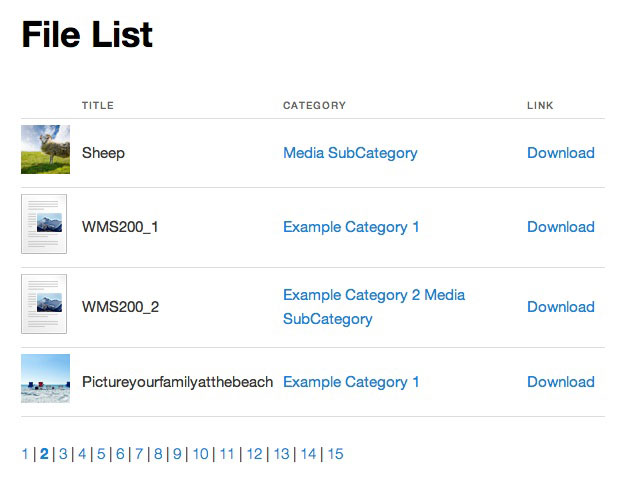 File List
TITLE CATEGORY LINK
Sheep Media SubCategory Download
WMS200_1 Example Category 1 Download
WMS200_2 Example Category 2 Media SubCategory Download
Pictureyourfamilyatthebeach Example Category 1 Download
1 | 2 | 3 | 4 | 5 | 6 | 7 | 8 | 9 | 10 | 11 | 12 | 13 | 14 | 15